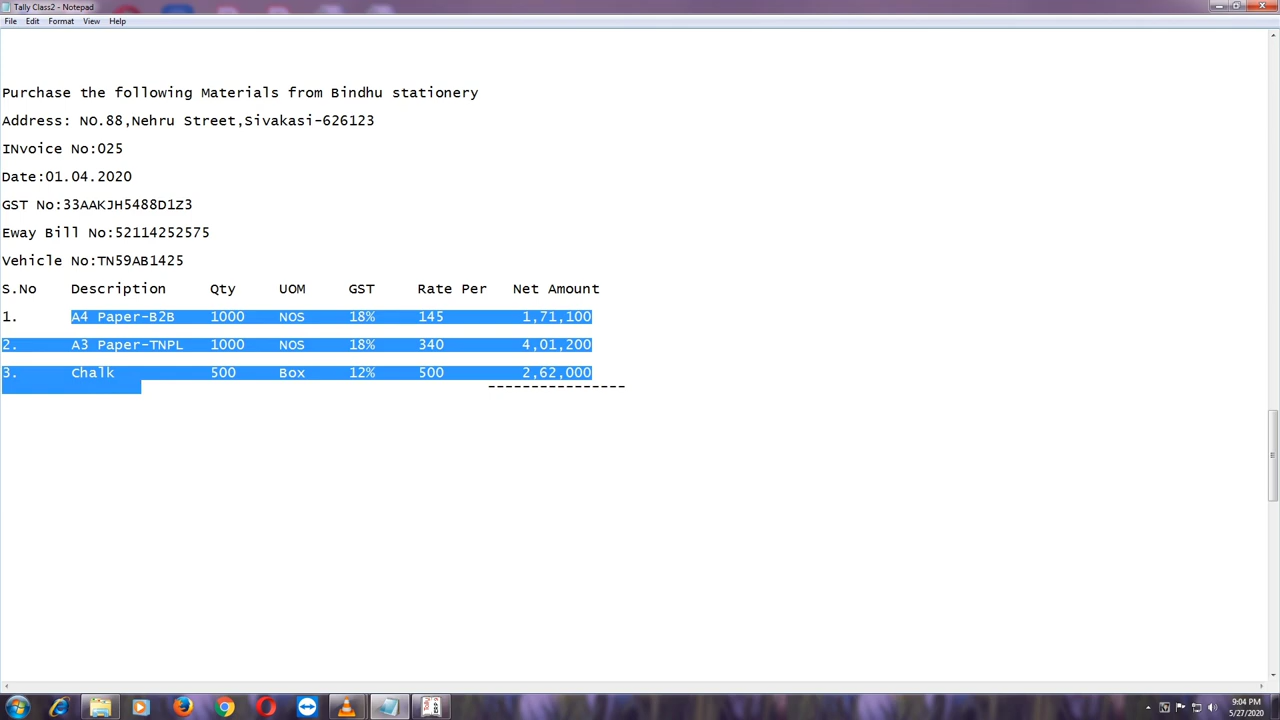 Tally Class2 - Notepad
File Edit Format View Help
Purchase the following Materials from Bindhu stationery
Address: NO.88,Nehru Street,Sivakasi-626123
INvoice No:O25
Date:01.04.2020
GST No:33AAKJH5488D1Z3
Eway Bill No:52114252575
Vehicle No:TN59AB1425
S.No Description Qty UOM GST Rate Per Net Amount
1. A4 Paper-B2B 1000 NOS 18% 145 1,71,100
2. A3 Paper-TNPL 1000 NOS 18% 340 4,01,200
3. Chalk 500 Box 12% 500 2,62,000
----------------
9:04 PM
5/27/2020